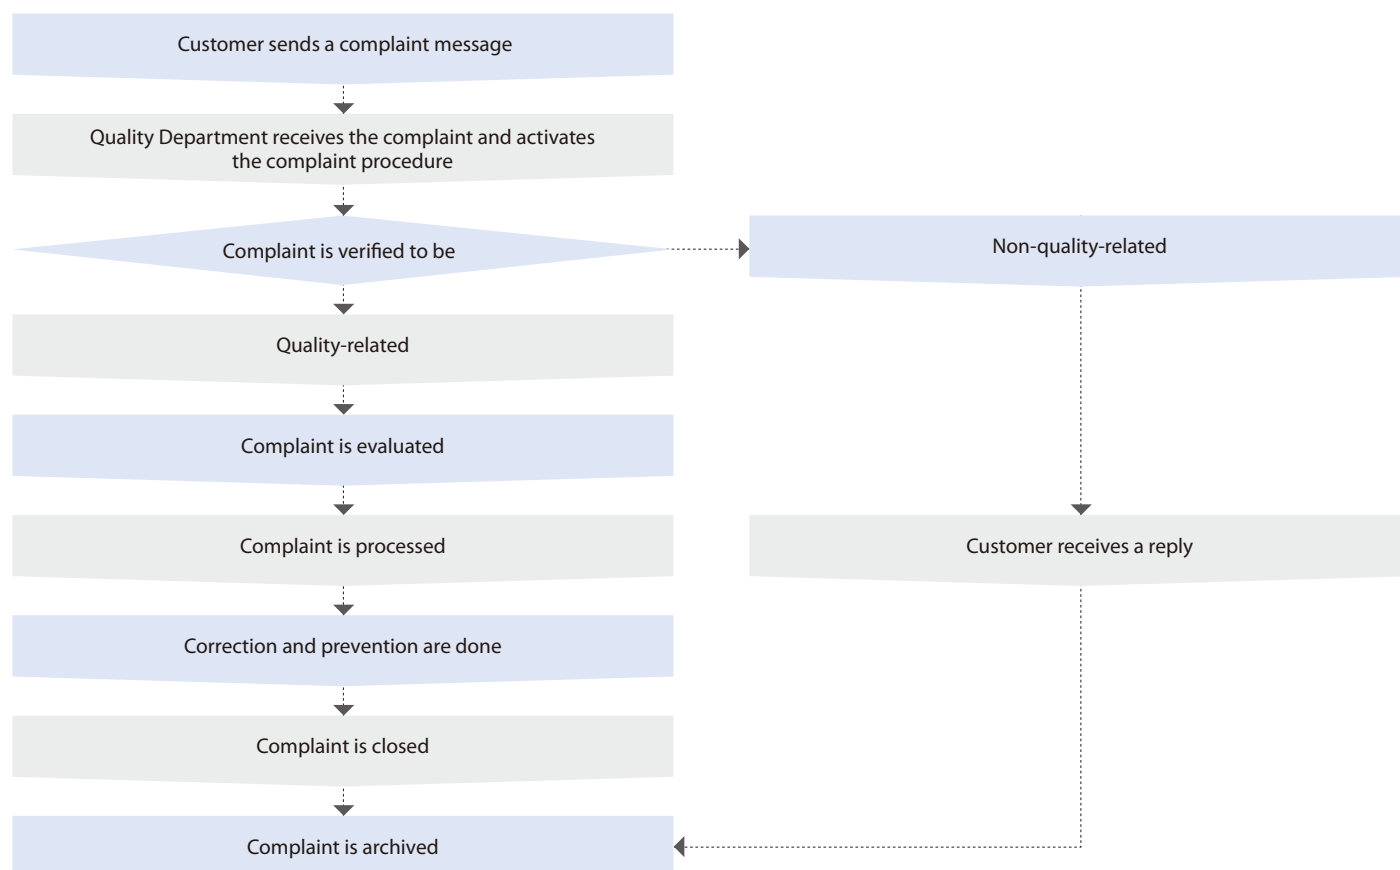 Customer sends a complaint message
Quality Department receives the complaint and activates
the complaint procedure
Complaint is verified to be
Non-quality-related
Quality-related
Complaint is evaluated
Complaint is processed
Customer receives a reply
Correction and prevention are done
Complaint is closed
Complaint is archived